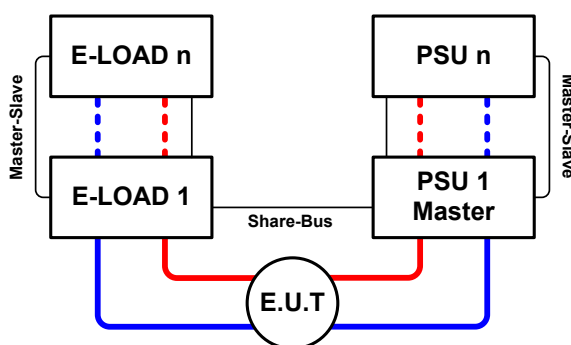 E-LOAD n
PSU n
Master-Slave
Master-Slave
E-LOAD 1
PSU 1
Master
Share-Bus
E.U.T